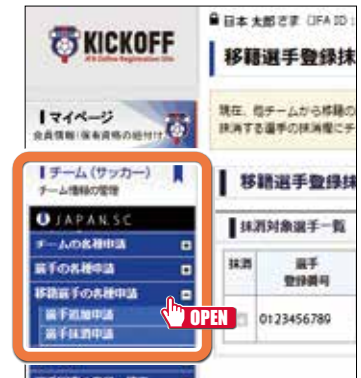 KICKOFF
JFA Online Registration Site
日本 太郎さま (JFA ID :
移籍選手登録抹
マイページ
会員情報・保有資格の紐付け
現在、他チームから移籍の
抹消する選手の抹消欄にチ
チーム (サッカー)
チーム情報の管理
移籍選手登録抹
JAPAN.SC
抹消対象選手一覧
チームの各種申請
選手の各種申請
抹消
選手
登録番号
移籍選手の各種申請
選手追加申請
OPEN
0123456789
選手抹消申請